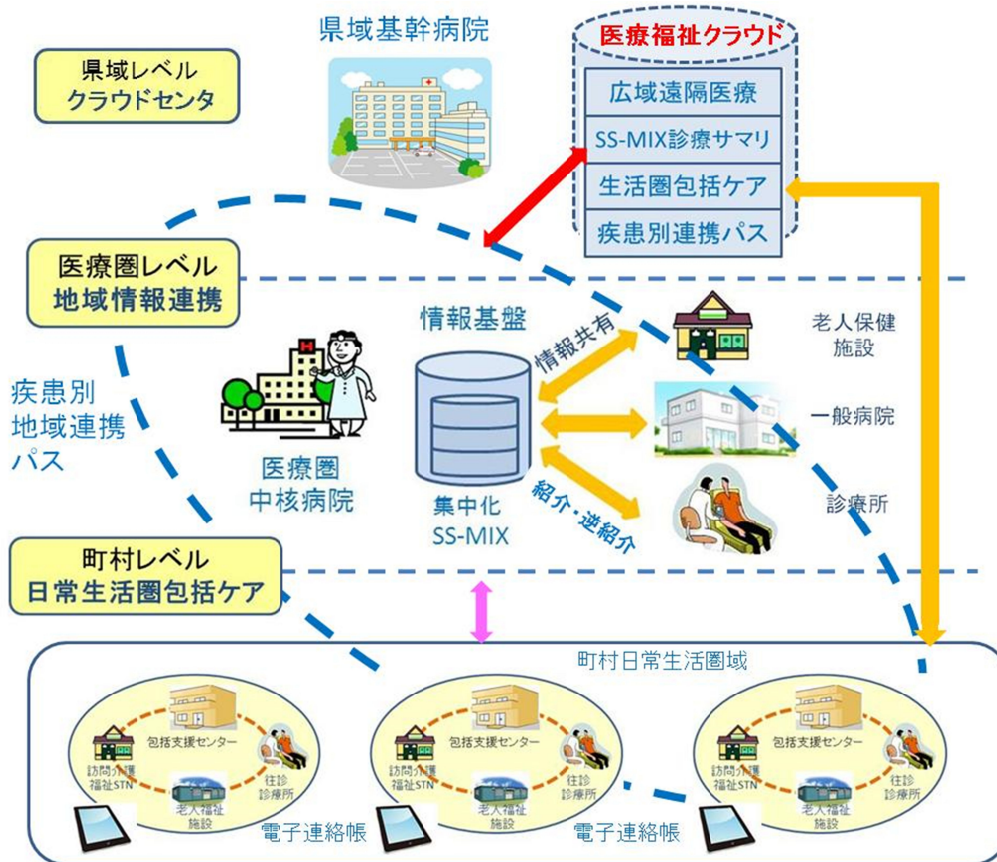 県域基幹病院
医療福祉クラウド
県域レベル
クラウドセンタ
広域遠隔医療
SS-MIX診療サマリ
生活圏包括ケア
疾患別連携パス
医療圏レベル
地域情報連携
情報基盤
情報共有
老人保健
施設
疾患別
地域連携
パス
一般病院
医療圏
中核病院
集中化
SS-MIX
紹介・逆紹介
診療所
町村レベル
日常生活圏包括ケア
町村日常生活圏域
包括支援センター
訪問介護
福祉STN
往診
診療所
老人福祉
施設
包括支援センター
訪問介護
福祉STN
往診
診療所
老人福祉
施設
包括支援センター
訪問介護
福祉STN
往診
診療所
老人福祉
施設
電子連絡帳
電子連絡帳